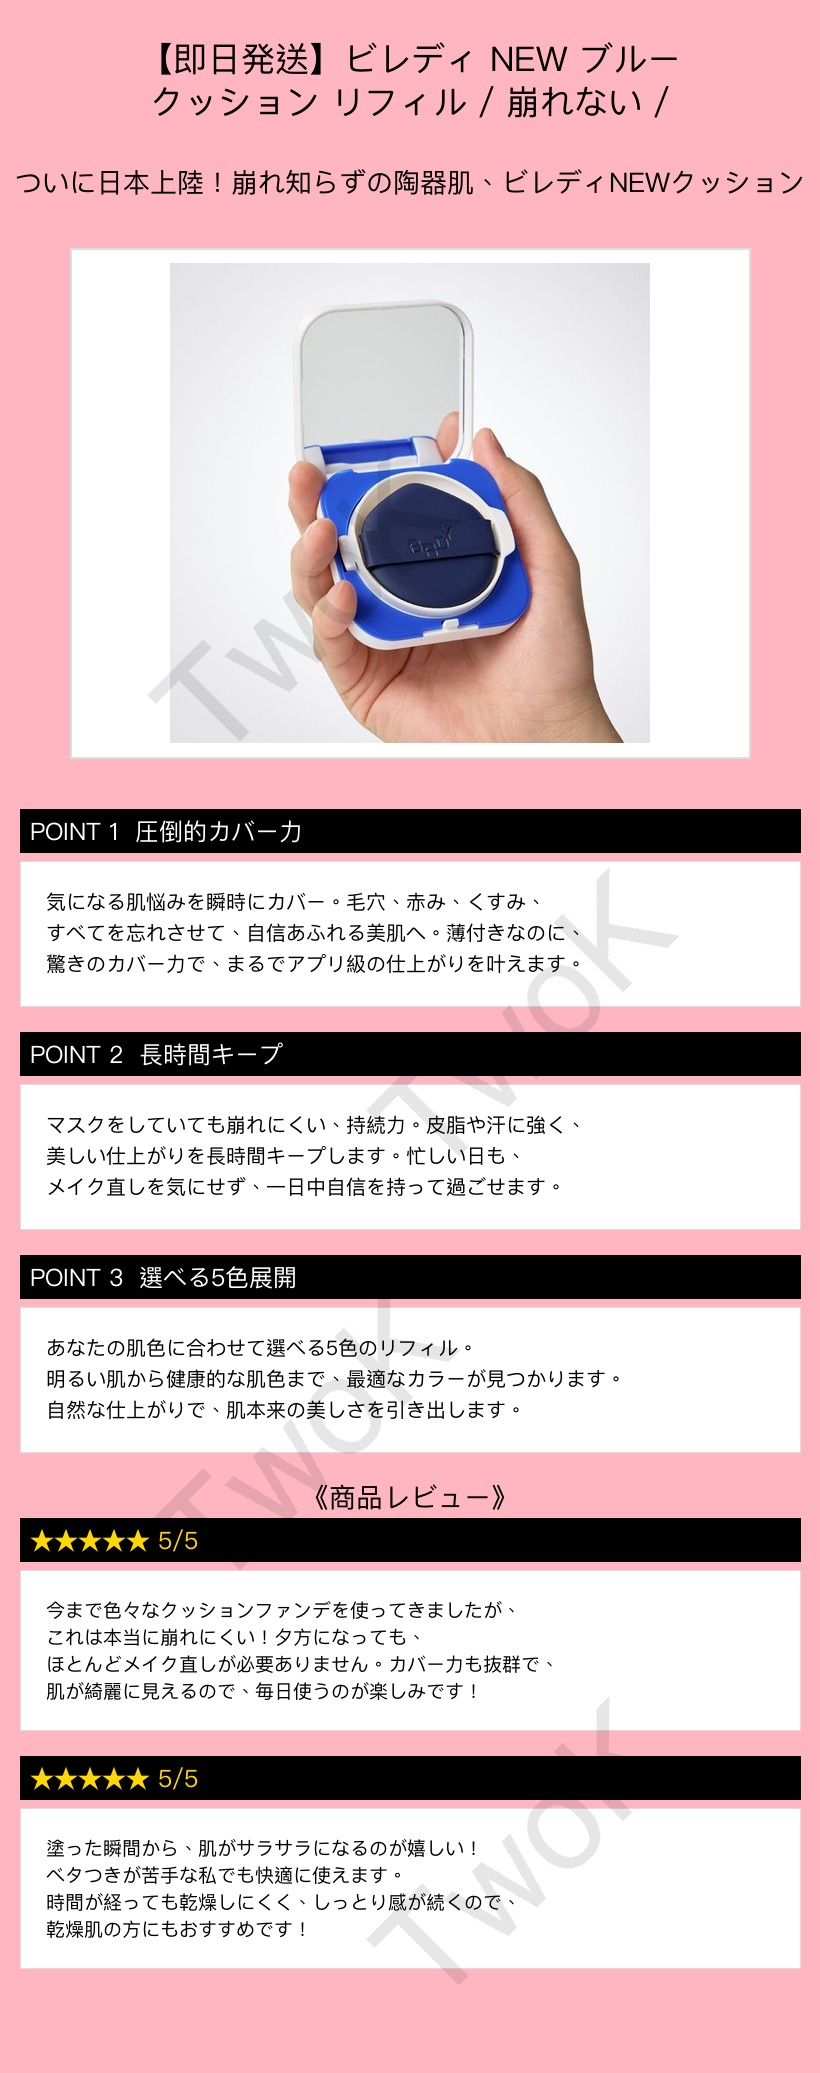 【即日発送】ビレディ NEW ブルー
クッション リフィル / 崩れない /
ついに日本上陸！崩れ知らずの陶器肌、ビレディNEWクッション
POINT 1 圧倒的カバー力
気になる肌悩みを瞬時にカバー。毛穴、赤み、くすみ、
すべてを忘れさせて、自信あふれる美肌へ。薄付きなのに、
驚きのカバー力で、まるでアプリ級の仕上がりを叶えます。
POINT 2 長時間キープ
マスクをしていても崩れにくい、持続力。皮脂や汗に強く、
美しい仕上がりを長時間キープします。忙しい日も、
メイク直しを気にせず、一日中自信を持って過ごせます。
POINT 3 選べる5色展開
あなたの肌色に合わせて選べる5色のリフィル。
明るい肌から健康的な肌色まで、最適なカラーが見つかります。
自然な仕上がりで、肌本来の美しさを引き出します。
《商品レビュー》
★★★★★ 5/5
今まで色々なクッションファンデを使ってきましたが、
これは本当に崩れにくい！夕方になっても、
ほとんどメイク直しが必要ありません。カバー力も抜群で、
肌が綺麗に見えるので、毎日使うのが楽しみです！
★★★★★ 5/5
塗った瞬間から、肌がサラサラになるのが嬉しい！
ベタつきが苦手な私でも快適に使えます。
時間が経っても乾燥しにくく、しっとり感が続くので、
乾燥肌の方にもおすすめです！
TwoK
TwoK
TwoK
TwoK